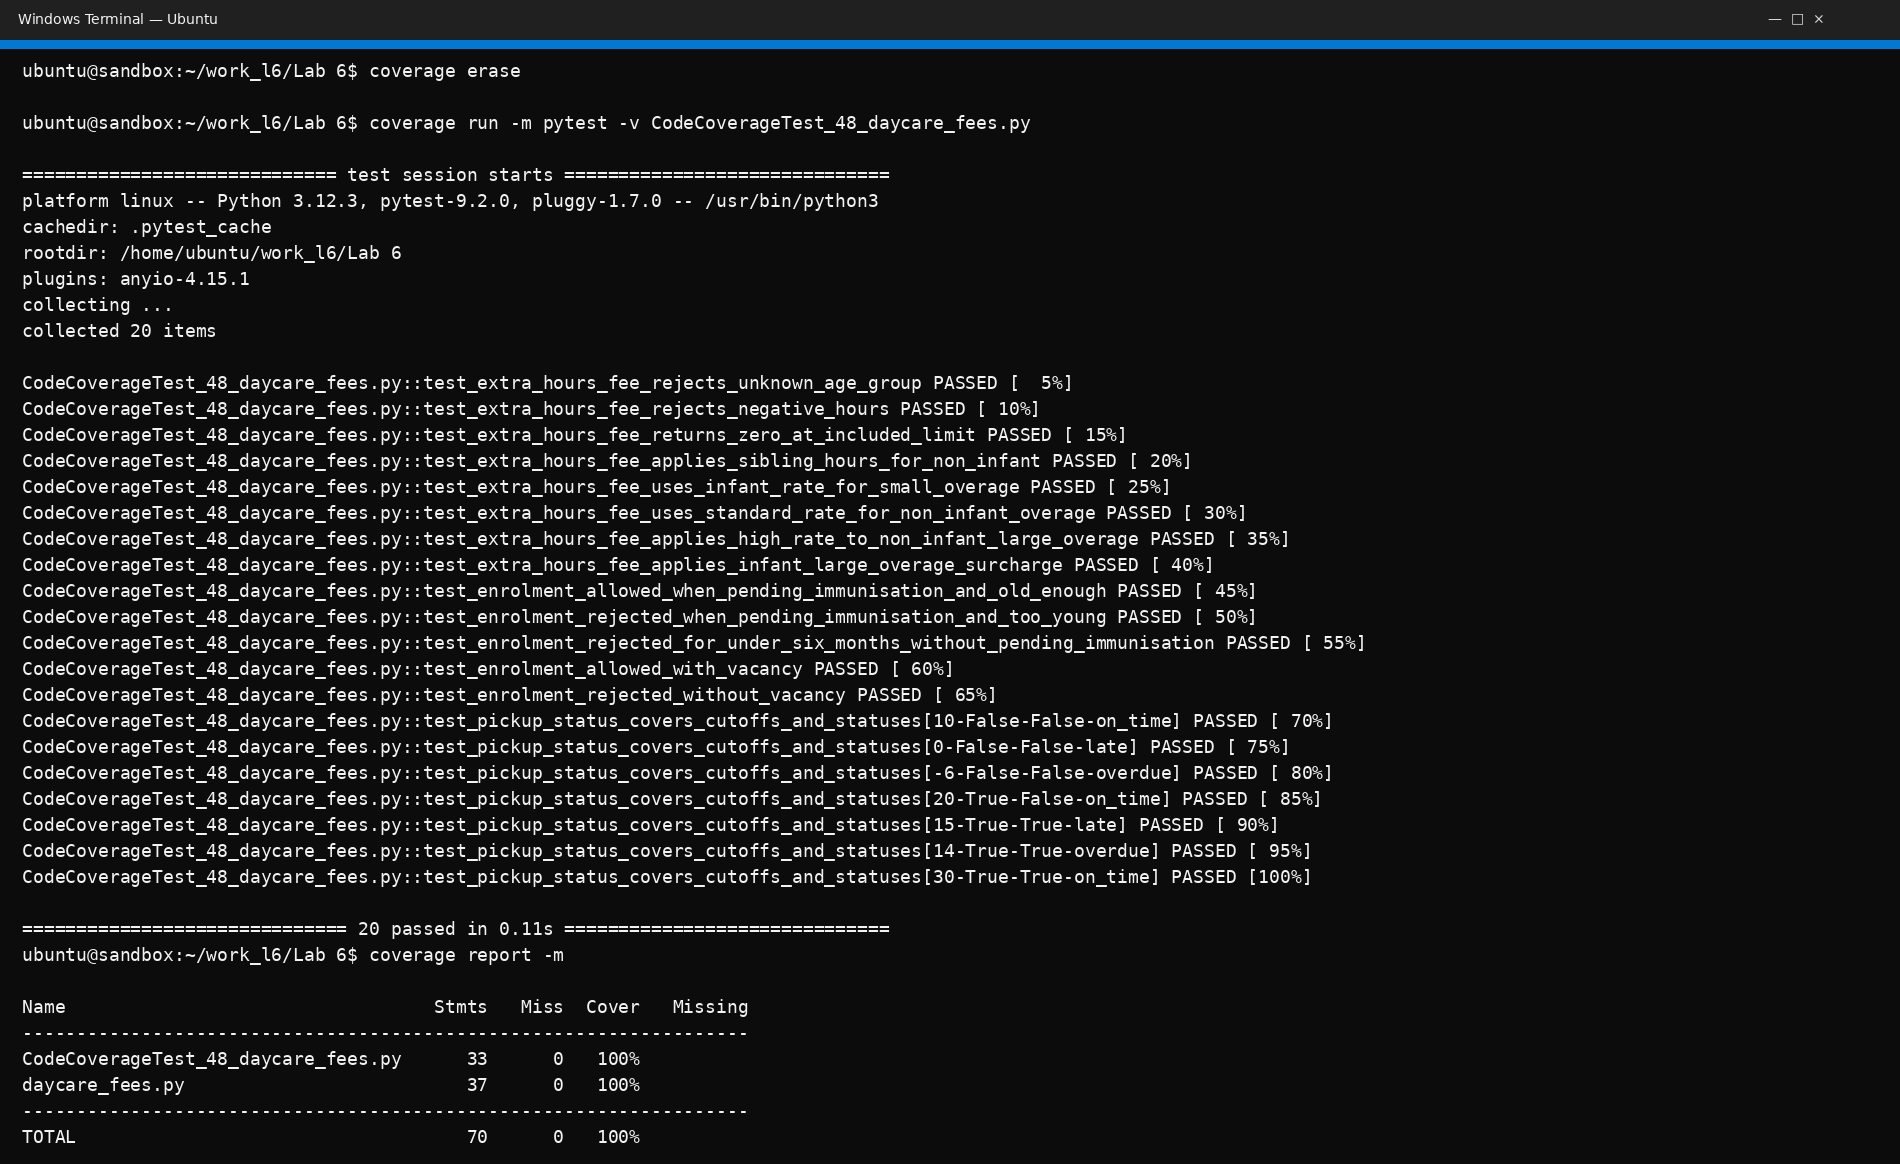 Windows Terminal — Ubuntu
ubuntu@sandbox:~/work_l6/Lab 6$ coverage erase
ubuntu@sandbox:~/work_l6/Lab 6$ coverage run -m pytest -v CodeCoverageTest_48_daycare_fees.py
============================= test session starts ==============================
platform linux -- Python 3.12.3, pytest-9.2.0, pluggy-1.7.0 -- /usr/bin/python3
cachedir: .pytest_cache
rootdir: /home/ubuntu/work_l6/Lab 6
plugins: anyio-4.15.1
collecting ...
collected 20 items
CodeCoverageTest_48_daycare_fees.py::test_extra_hours_fee_rejects_unknown_age_group PASSED [  5%]
CodeCoverageTest_48_daycare_fees.py::test_extra_hours_fee_rejects_negative_hours PASSED [ 10%]
CodeCoverageTest_48_daycare_fees.py::test_extra_hours_fee_returns_zero_at_included_limit PASSED [ 15%]
CodeCoverageTest_48_daycare_fees.py::test_extra_hours_fee_applies_sibling_hours_for_non_infant PASSED [ 20%]
CodeCoverageTest_48_daycare_fees.py::test_extra_hours_fee_uses_infant_rate_for_small_overage PASSED [ 25%]
CodeCoverageTest_48_daycare_fees.py::test_extra_hours_fee_uses_standard_rate_for_non_infant_overage PASSED [ 30%]
CodeCoverageTest_48_daycare_fees.py::test_extra_hours_fee_applies_high_rate_to_non_infant_large_overage PASSED [ 35%]
CodeCoverageTest_48_daycare_fees.py::test_extra_hours_fee_applies_infant_large_overage_surcharge PASSED [ 40%]
CodeCoverageTest_48_daycare_fees.py::test_enrolment_allowed_when_pending_immunisation_and_old_enough PASSED [ 45%]
CodeCoverageTest_48_daycare_fees.py::test_enrolment_rejected_when_pending_immunisation_and_too_young PASSED [ 50%]
CodeCoverageTest_48_daycare_fees.py::test_enrolment_rejected_for_under_six_months_without_pending_immunisation PASSED [ 55%]
CodeCoverageTest_48_daycare_fees.py::test_enrolment_allowed_with_vacancy PASSED [ 60%]
CodeCoverageTest_48_daycare_fees.py::test_enrolment_rejected_without_vacancy PASSED [ 65%]
CodeCoverageTest_48_daycare_fees.py::test_pickup_status_covers_cutoffs_and_statuses[10-False-False-on_time] PASSED [ 70%]
CodeCoverageTest_48_daycare_fees.py::test_pickup_status_covers_cutoffs_and_statuses[0-False-False-late] PASSED [ 75%]
CodeCoverageTest_48_daycare_fees.py::test_pickup_status_covers_cutoffs_and_statuses[-6-False-False-overdue] PASSED [ 80%]
CodeCoverageTest_48_daycare_fees.py::test_pickup_status_covers_cutoffs_and_statuses[20-True-False-on_time] PASSED [ 85%]
CodeCoverageTest_48_daycare_fees.py::test_pickup_status_covers_cutoffs_and_statuses[15-True-True-late] PASSED [ 90%]
CodeCoverageTest_48_daycare_fees.py::test_pickup_status_covers_cutoffs_and_statuses[14-True-True-overdue] PASSED [ 95%]
CodeCoverageTest_48_daycare_fees.py::test_pickup_status_covers_cutoffs_and_statuses[30-True-True-on_time] PASSED [100%]
============================== 20 passed in 0.11s ==============================
ubuntu@sandbox:~/work_l6/Lab 6$ coverage report -m
Name                                  Stmts   Miss  Cover   Missing
-------------------------------------------------------------------
CodeCoverageTest_48_daycare_fees.py      33      0   100%
daycare_fees.py                          37      0   100%
-------------------------------------------------------------------
TOTAL                                    70      0   100%